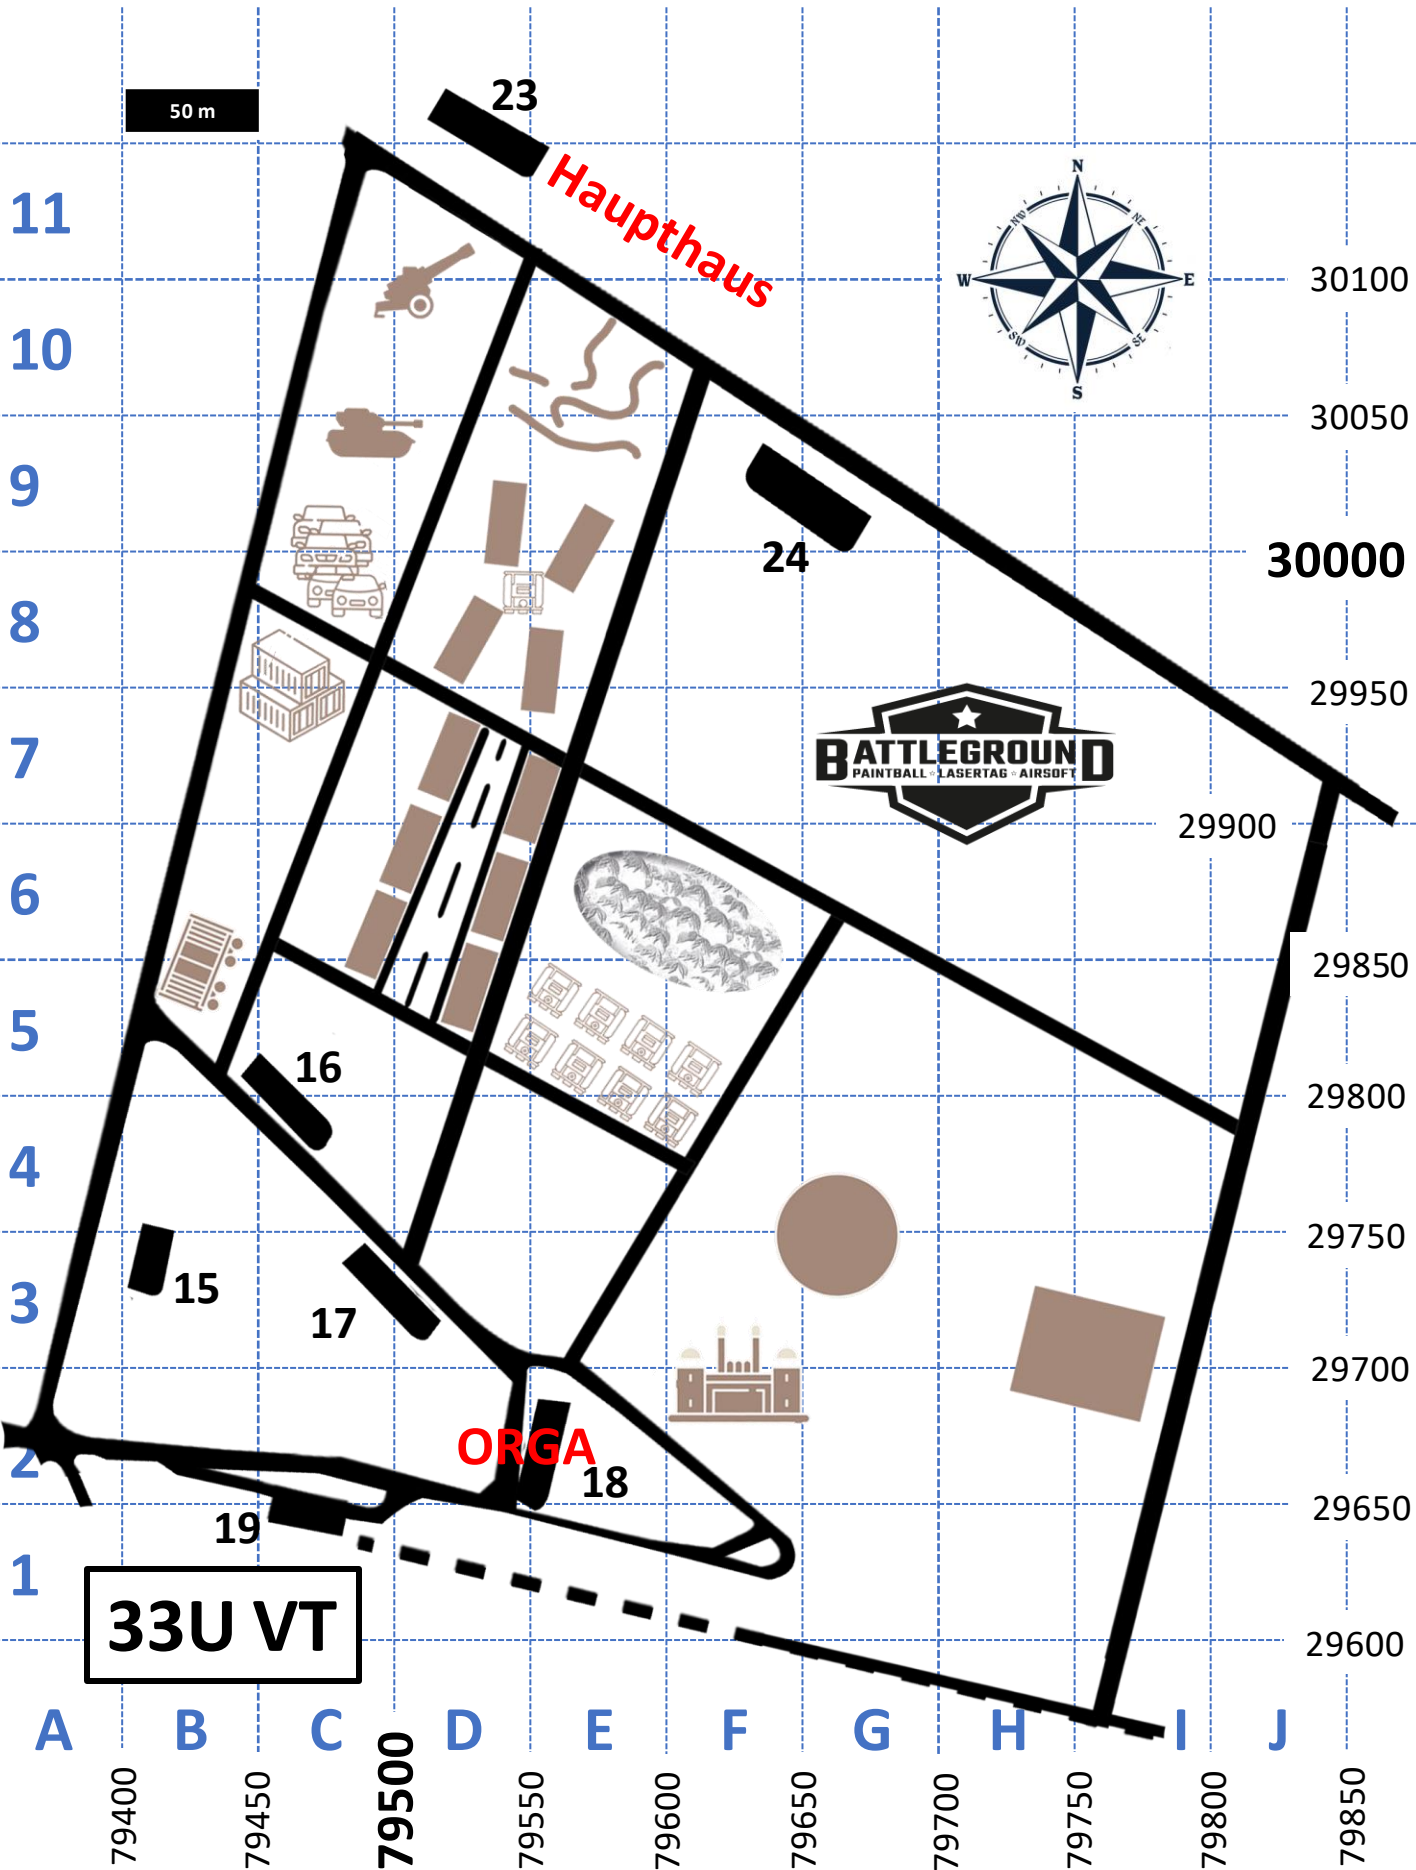 23
50 m
Haupthaus
N
NW
NE
W
E
SW
SE
S
11
30100
10
30050
9
24
30000
8
29950
BATTLEGROUND
PAINTBALL ☆ LASERTAG ☆ AIRSOFT
7
29900
6
29850
5
16
29800
4
29750
15
3
17
29700
ORGA
2
18
29650
19
1
33U VT
29600
A B C D E F G H I J
79400 79450 79500 79550 79600 79650 79700 79750 79800 79850